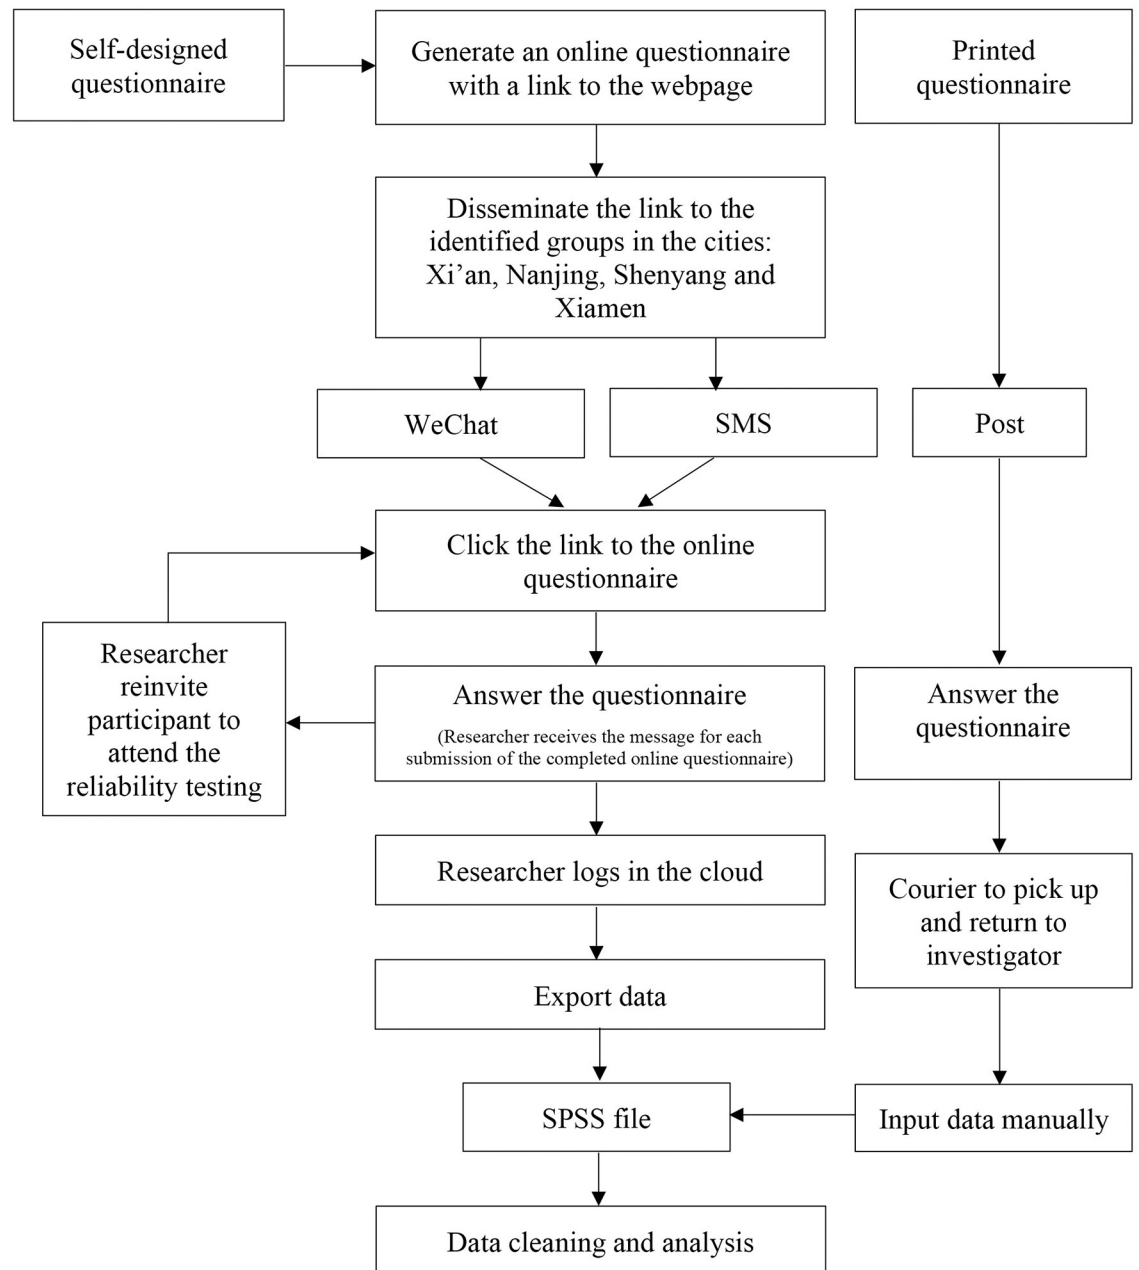 Self-designed
questionnaire
Generate an online questionnaire
with a link to the webpage
Printed
questionnaire
Disseminate the link to the
identified groups in the cities:
Xi’an, Nanjing, Shenyang and
Xiamen
WeChat
SMS
Post
Click the link to the online
questionnaire
Researcher
reinvite
participant to
attend the
reliability testing
Answer the questionnaire
(Researcher receives the message for each
submission of the completed online questionnaire)
Answer the
questionnaire
Researcher logs in the cloud
Courier to pick up
and return to
investigator
Export data
SPSS file
Input data manually
Data cleaning and analysis